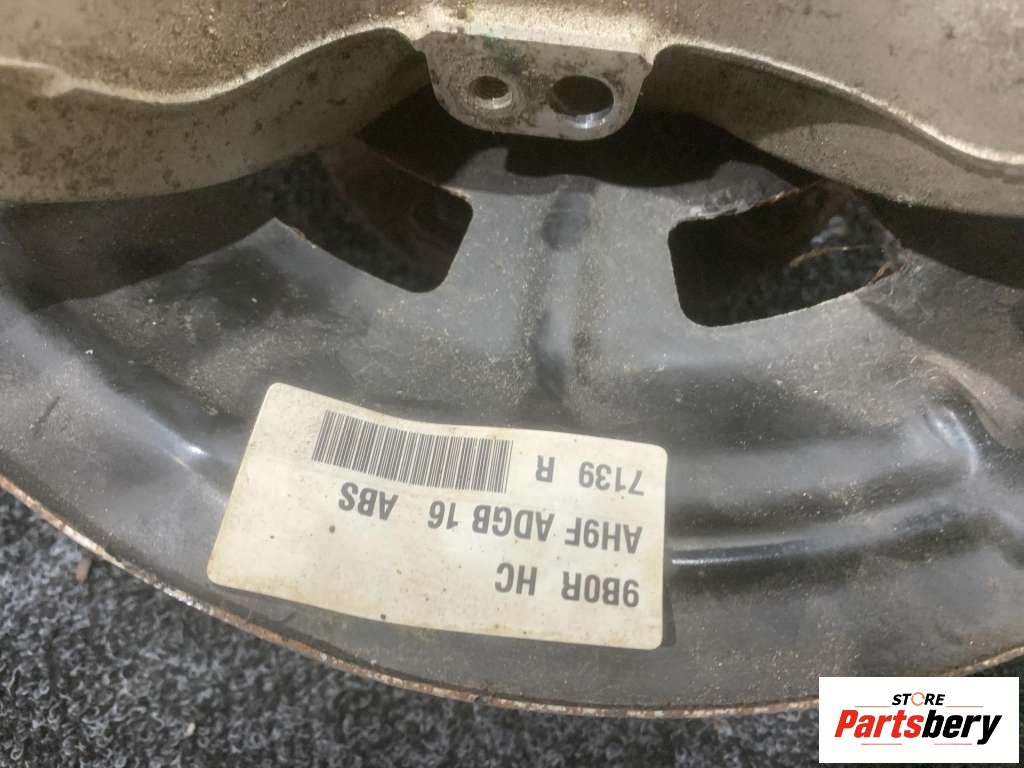 9B0R HC
AH9F ADGB 16 ABS
7139 R
STORE
Partsbery